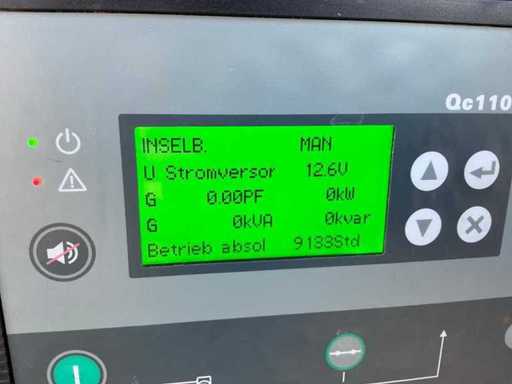 Qc110
INSELB. MAN
U Stromversor 12.6V
G 0.00PF 0kW
G 0kVA 0kvar
Betrieb absol 9133Std